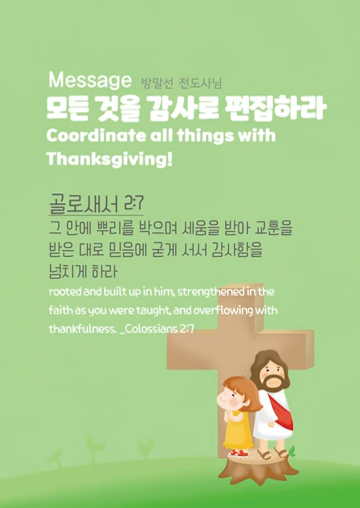 Message 방말선 전도사님
모든 것을 감사로 편집하라
Coordinate all things with
Thanksgiving!
골로새서 2:7
그 안에 뿌리를 박으며 세움을 받아 교훈을
받은 대로 믿음에 굳게 서서 감사함을
넘치게 하라
rooted and built up in him, strengthened in the
faith as you were taught, and overflowing with
thankfulness. _Colossians 2:7